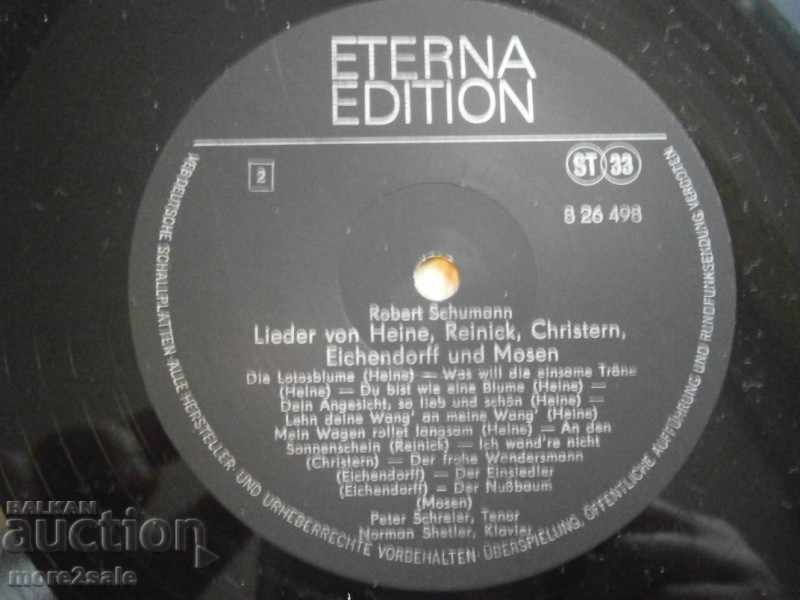 ETERNA
EDITION
2
ST 33
8 26 498
Robert Schumann
Lieder von Heine, Reinick, Christern,
Eichendorff und Mosen
Die Lotosblume (Heine) — Was will die einsame Träne
(Heine) — Du bist wie eine Blume (Heine) —
Dein Angesicht, so lieb und schön (Heine) —
Lehn deine Wang' an meine Wang' (Heine)
Mein Wagen rollet langsam (Heine) — An den
Sonnenschein (Reinick) — Ich wand're nicht
(Christern) — Der frohe Wandersmann
(Eichendorff) — Der Einsiedler
(Eichendorff) — Der Nußbaum
(Mosen)
Peter Schreier, Tenor
Norman Shetler, Klavier
VEB DEUTSCHE SCHALLPLATTEN · ALLE HERSTELLER- UND URHEBERRECHTE VORBEHALTEN · ÜBERSPIELUNG, ÖFFENTLICHE AUFFÜHRUNG UND RUNDFUNKSENDUNG VERBOTEN
BALKAN
auction
more2sale